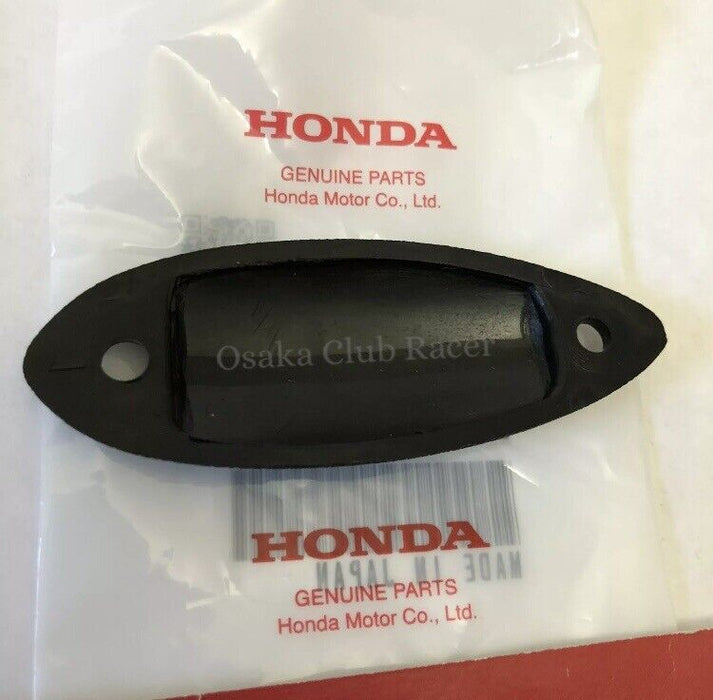 HONDA
GENUINE PARTS
Honda Motor Co., Ltd.
Osaka Club Racer
HONDA
MADE IN JAPAN
GENUINE PARTS
Honda Motor Co., Ltd.